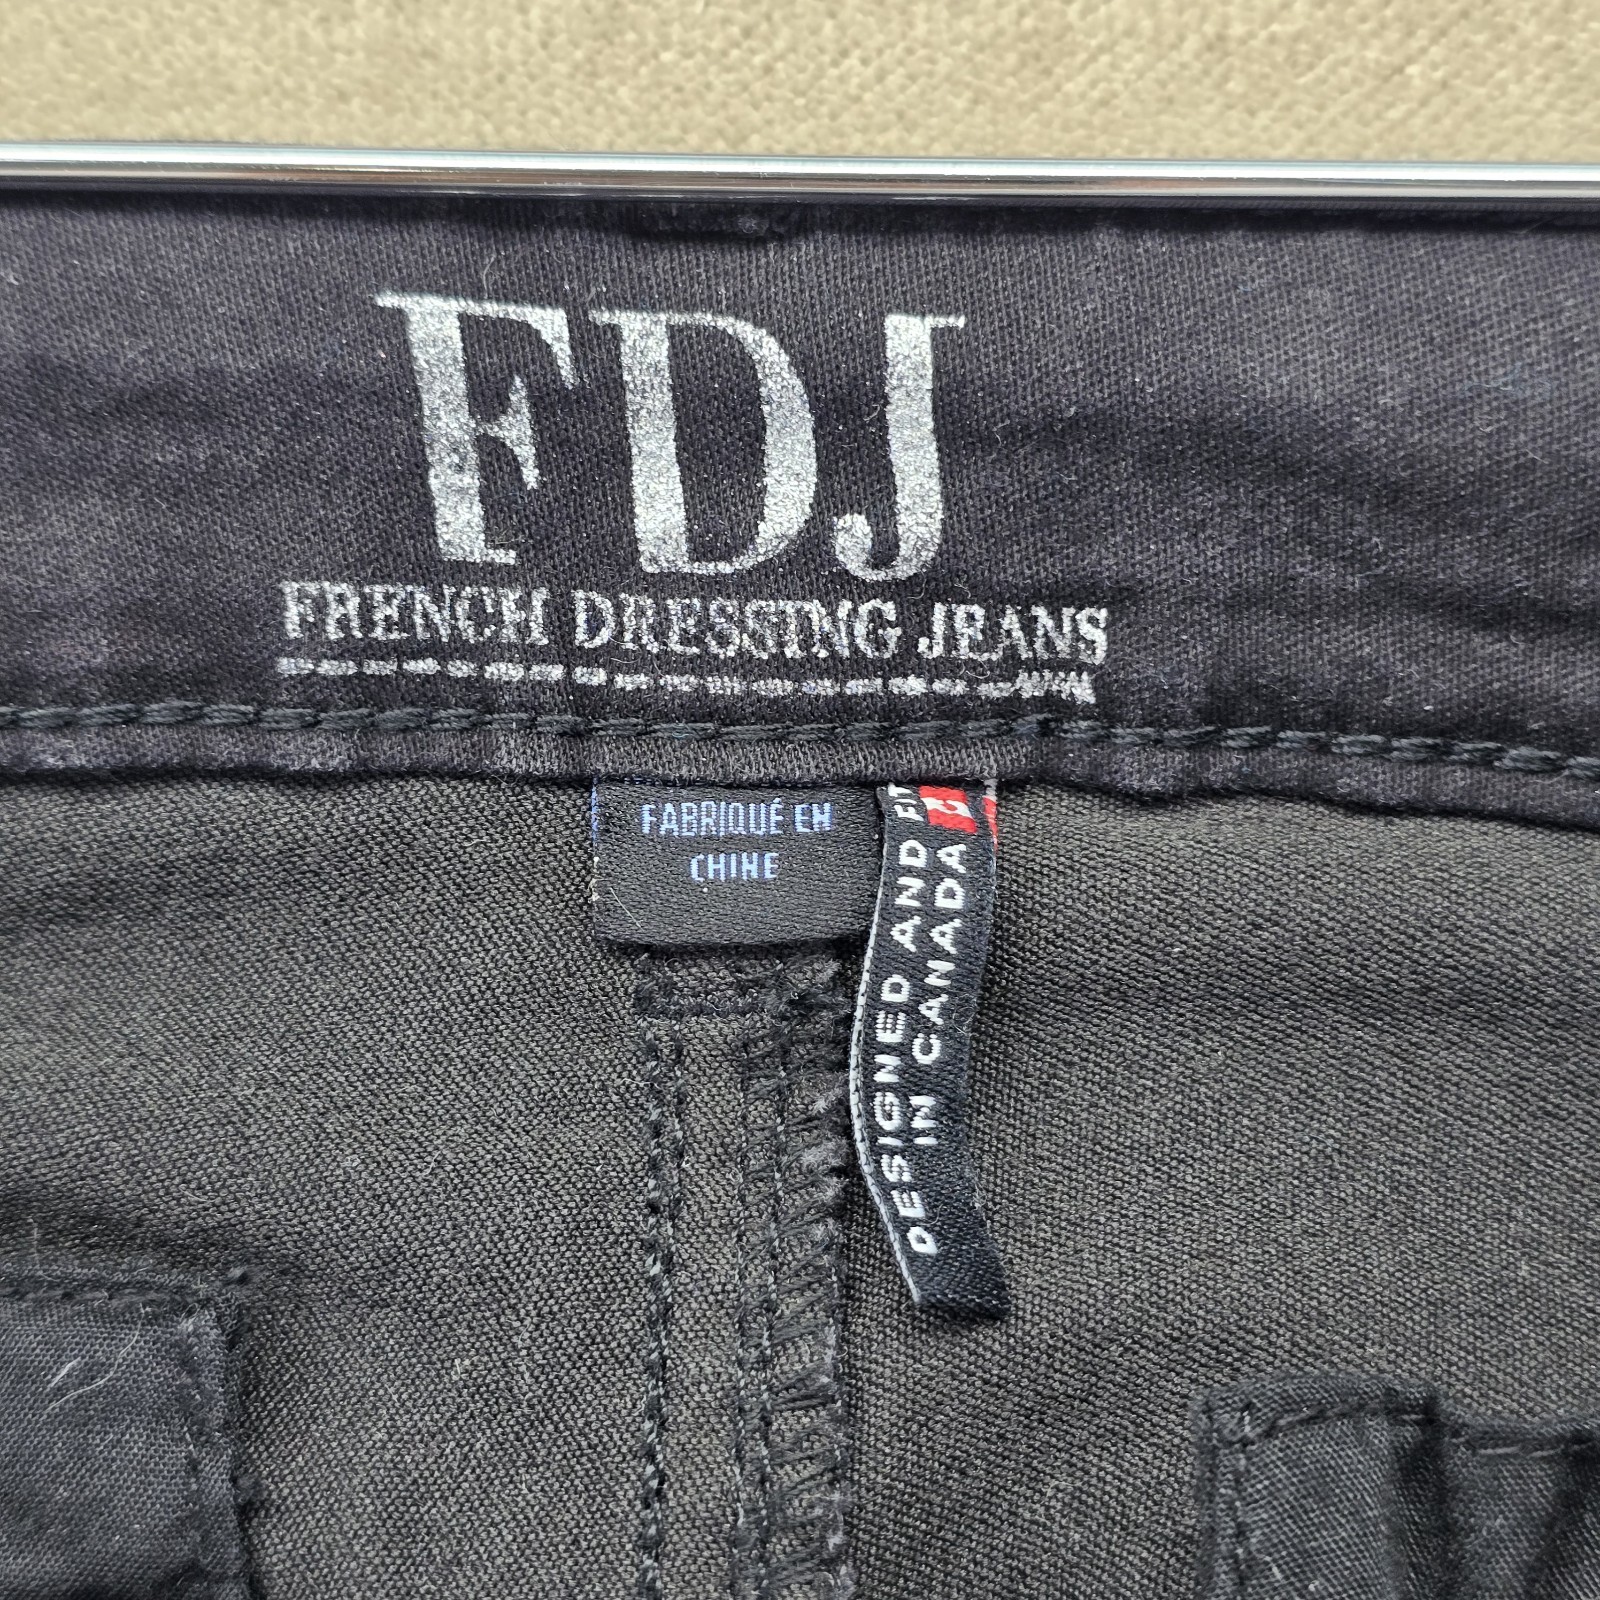 FDJ
FRENCH DRESSING JEANS
FABRIQUÉ EN
CHINE
DESIGNED AND FIT
IN CANADA